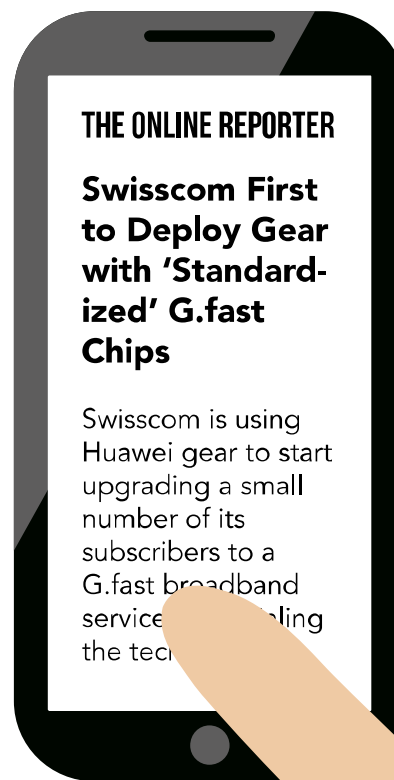 THE ONLINE REPORTER
Swisscom First
to Deploy Gear
with ‘Standard-
ized’ G.fast
Chips
Swisscom is using
Huawei gear to start
upgrading a small
number of its
subscribers to a
G.fast broadband
service
the